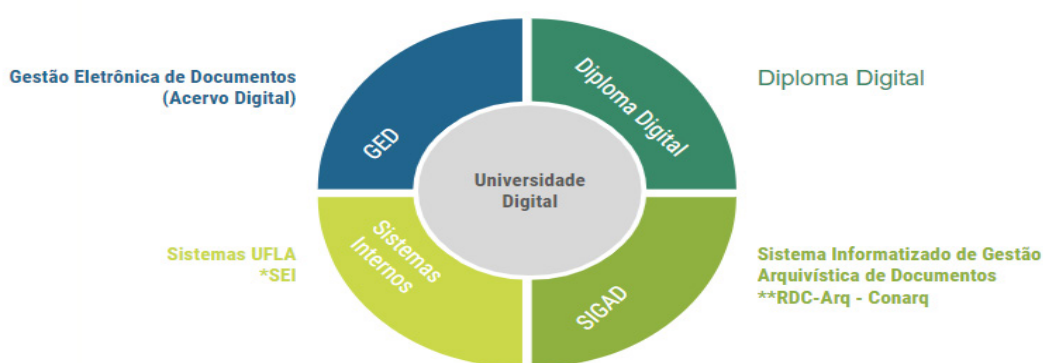 Gestão Eletrônica de Documentos
(Acervo Digital)
GED
Diploma Digital
Diploma Digital
Universidade
Digital
Sistemas UFLA
*SEI
Sistemas
Internos
SIGAD
Sistema Informatizado de Gestão
Arquivística de Documentos
**RDC-Arq - Conarq